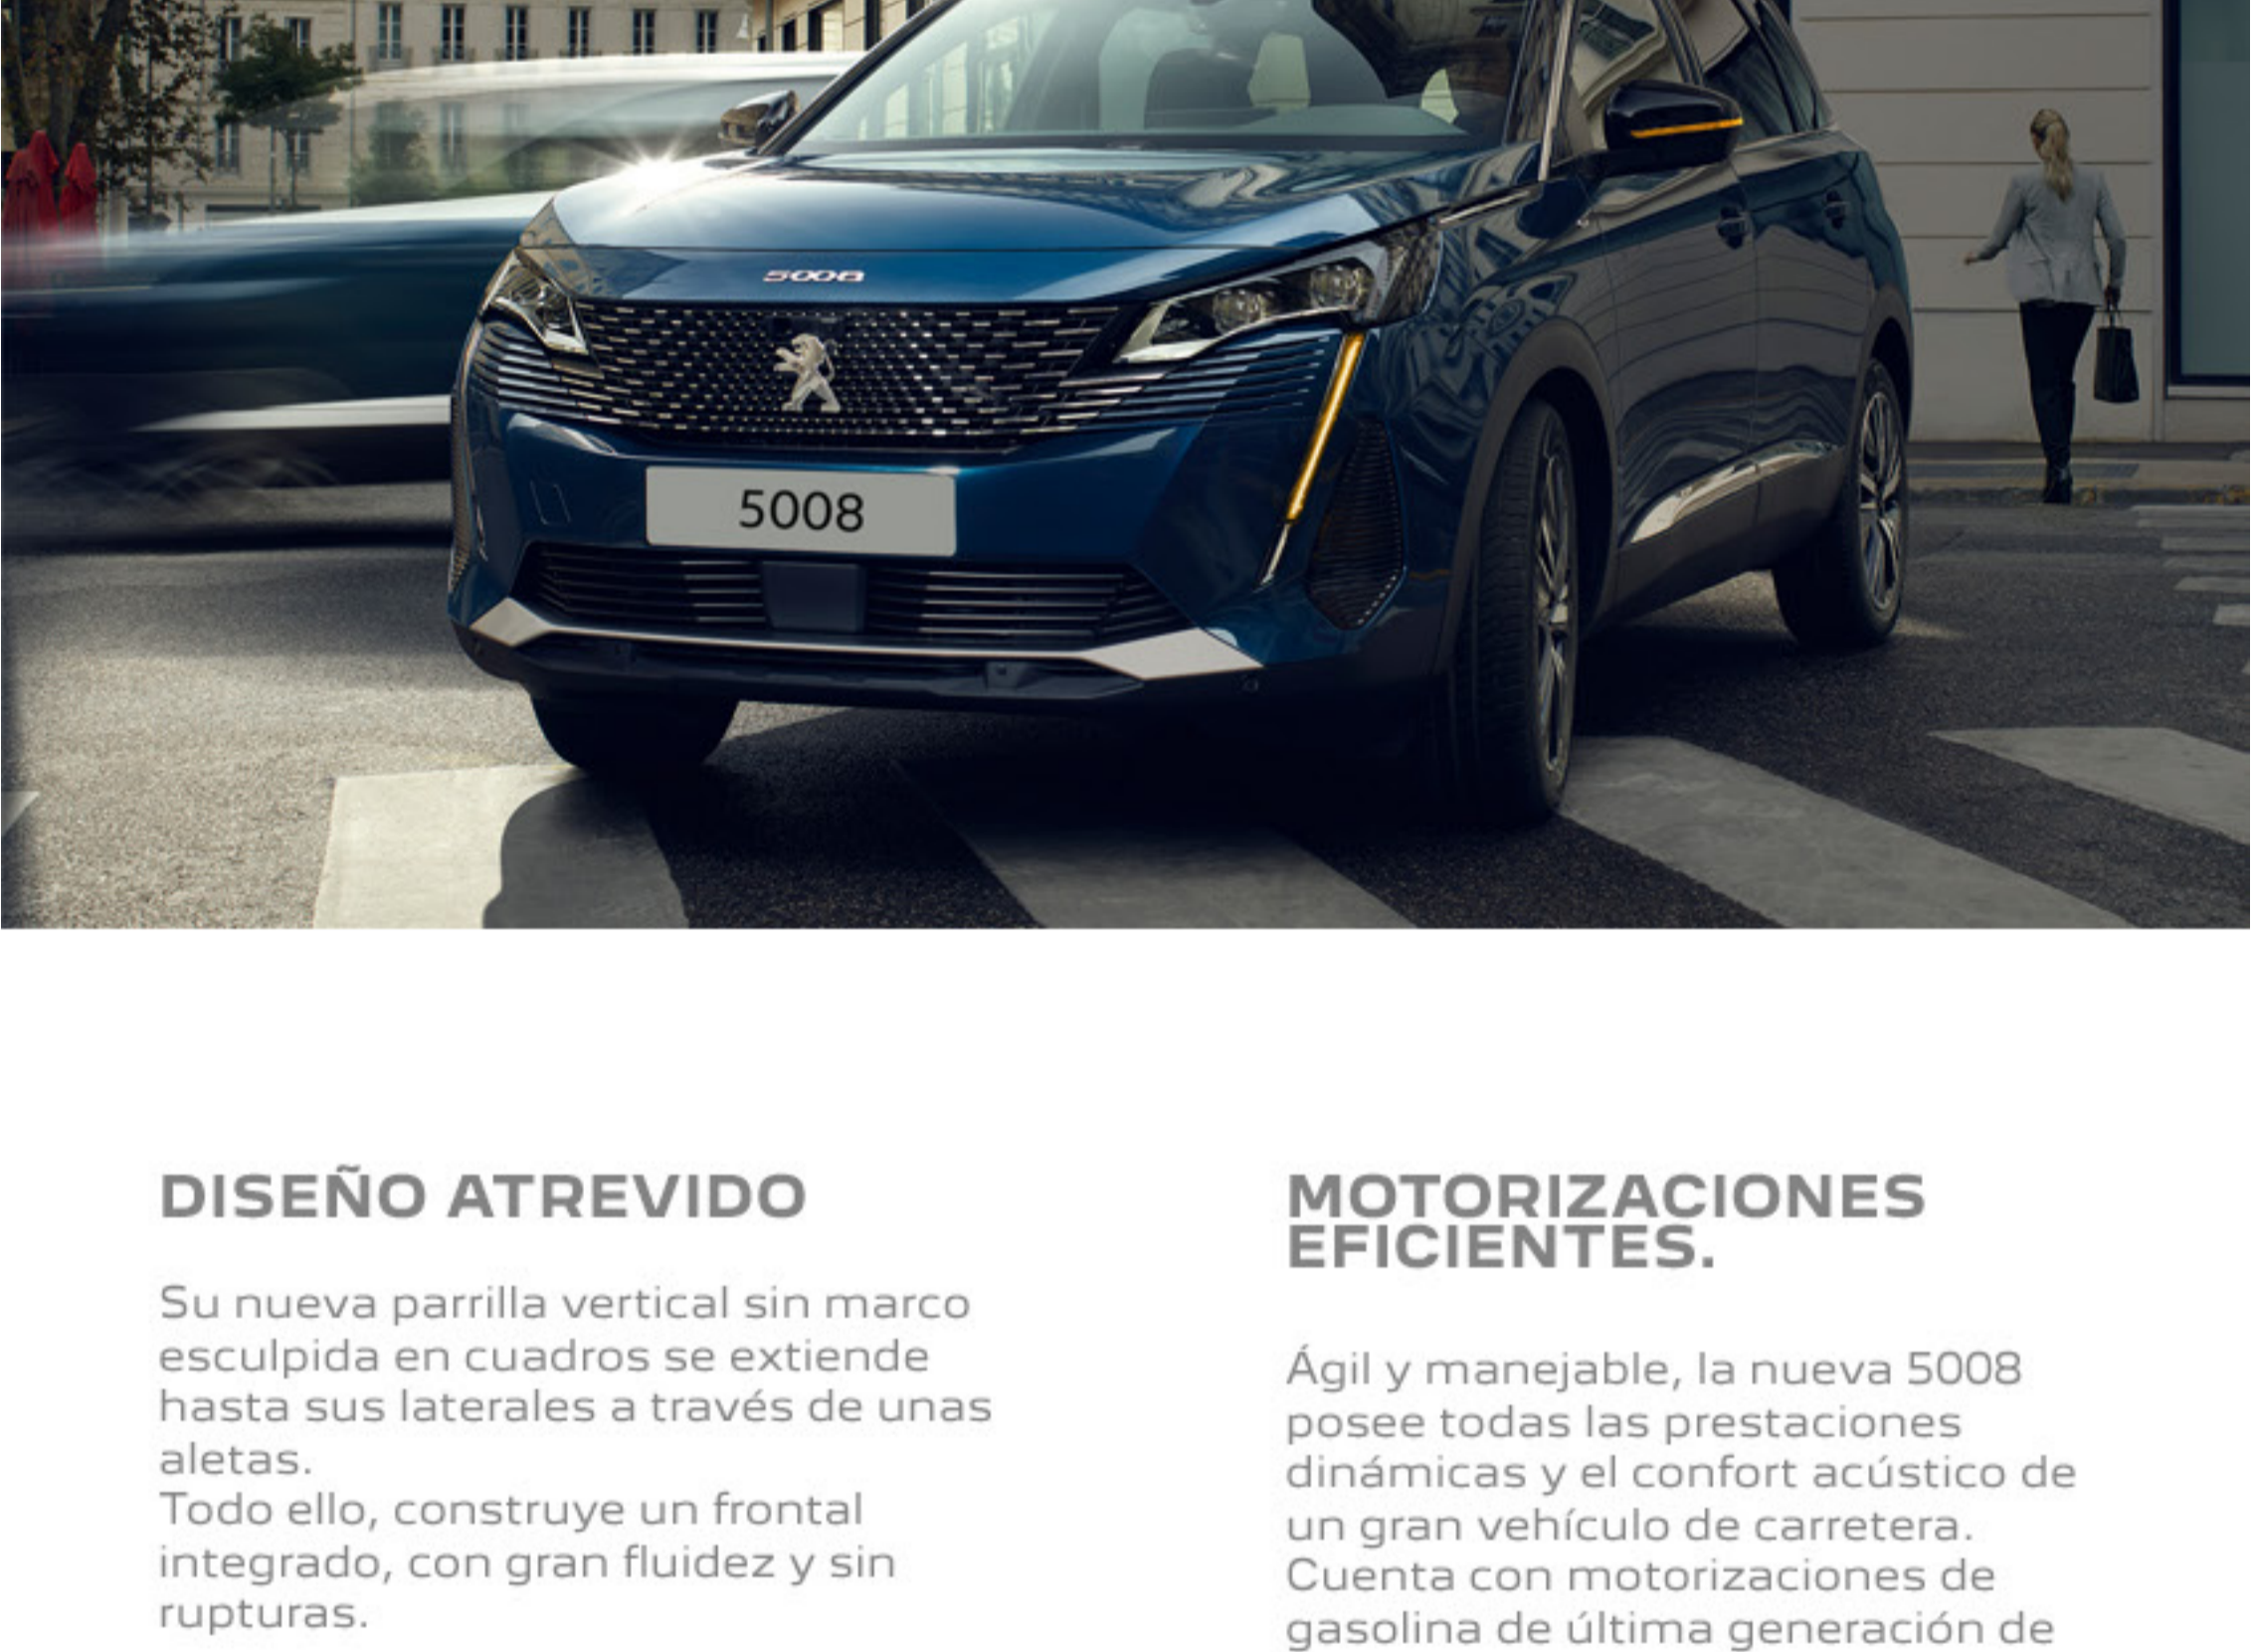 5008
5008
DISEÑO ATREVIDO
Su nueva parrilla vertical sin marco
esculpida en cuadros se extiende
hasta sus laterales a través de unas
aletas.
Todo ello, construye un frontal
integrado, con gran fluidez y sin
rupturas.
MOTORIZACIONES
EFICIENTES.
Ágil y manejable, la nueva 5008
posee todas las prestaciones
dinámicas y el confort acústico de
un gran vehículo de carretera.
Cuenta con motorizaciones de
gasolina de última generación de